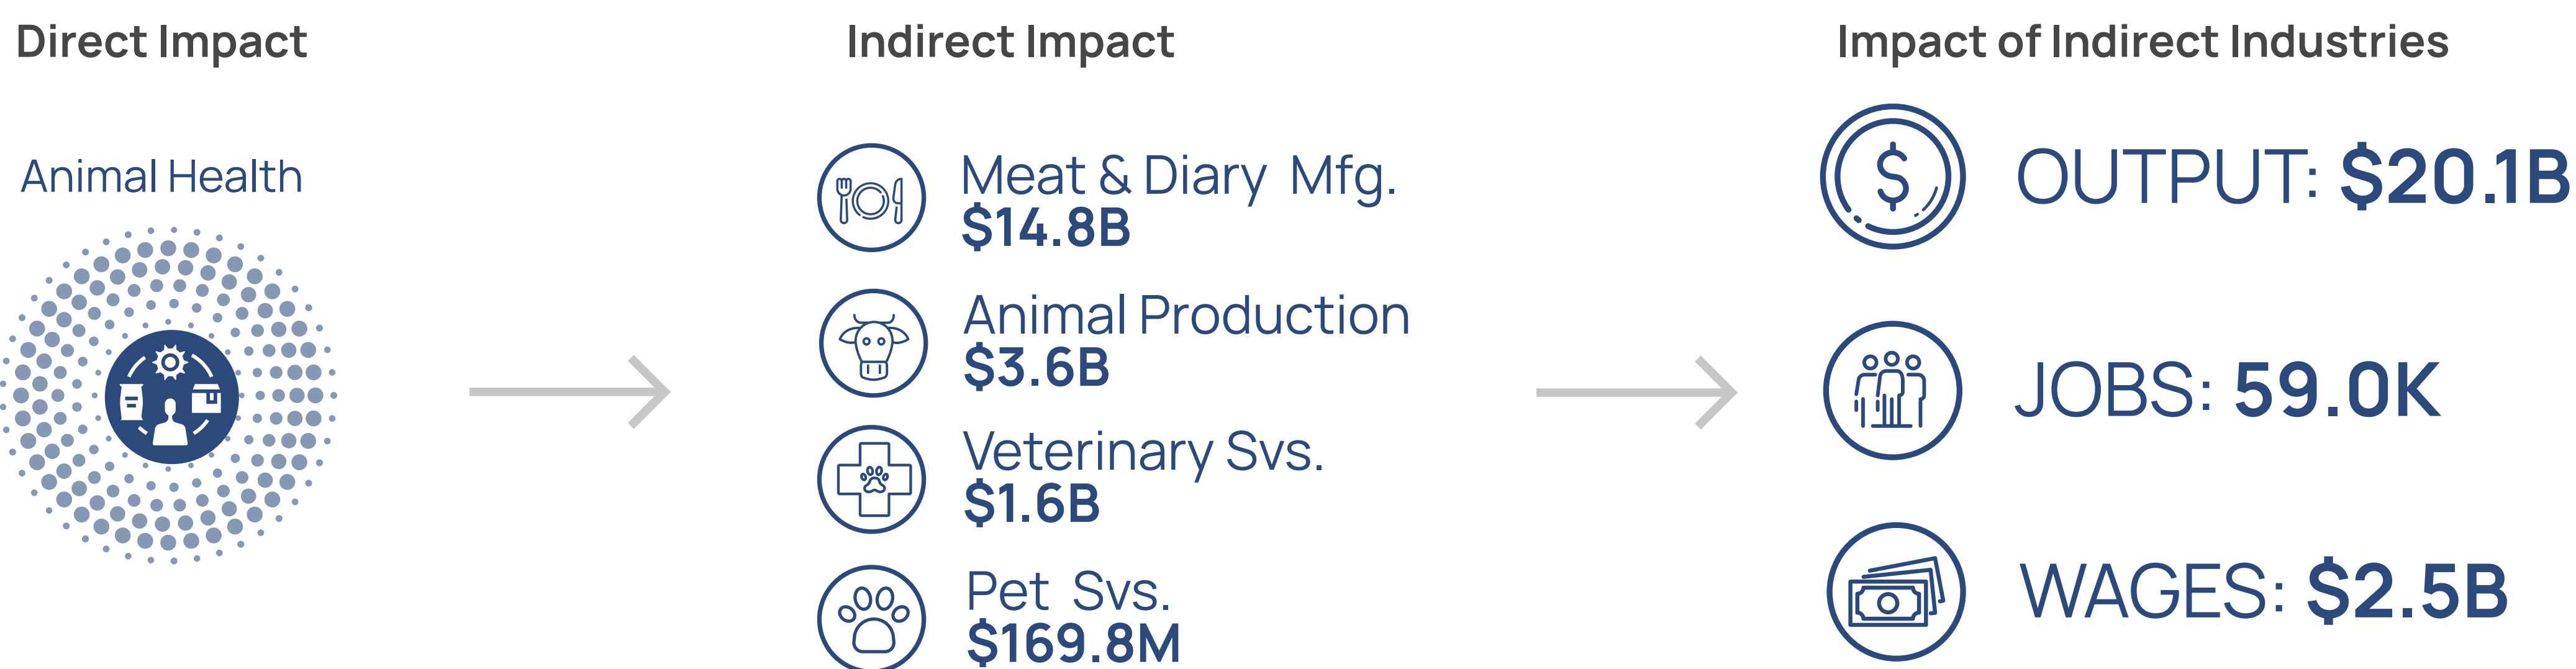 Direct Impact
Animal Health
Indirect Impact
Meat & Diary Mfg.
$14.8B
Animal Production
$3.6B
Veterinary Svs.
$1.6B
Pet Svs.
$169.8M
Impact of Indirect Industries
OUTPUT: $20.1B
JOBS: 59.0K
WAGES: $2.5B